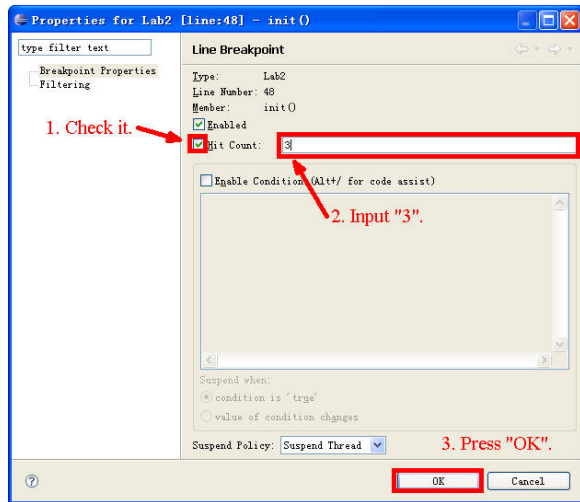 Properties for Lab2 [line:48] - init()
type filter text
Line Breakpoint
Breakpoint Properties
Filtering
Type: Lab2
Line Number: 48
Member: init()
Enabled
1. Check it.
Hit Count: 3
Enable Condition (Alt+/ for code assist)
2. Input "3".
Suspend when:
condition is 'true'
value of condition changes
Suspend Policy: Suspend Thread
3. Press "OK".
?
OK Cancel